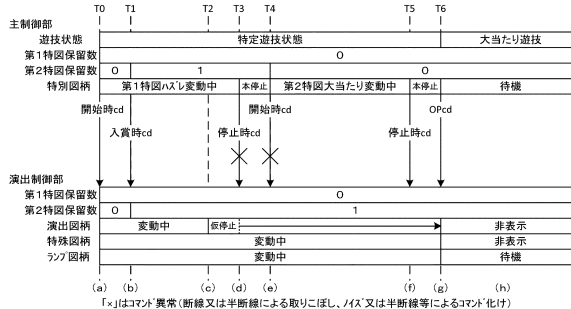 T0 T1 T2 T3 T4 T5 T6
主制御部
遊技状態 特定遊技状態 大当たり遊技
第1特図保留数 0
第2特図保留数 0 1 0
特別図柄 第1特図ハズレ変動中 本停止 第2特図大当たり変動中 本停止 待機
開始時cd 停止時cd 開始時cd 停止時cd OPcd
入賞時cd
演出制御部
第1特図保留数 0
第2特図保留数 0 1
演出図柄 変動中 仮停止 非表示
特殊図柄 変動中 非表示
ランプ図柄 変動中 待機
(a) (b) (c) (d) (e) (f) (g) (h)
「×」はコマンド異常(断線又は半断線による取りこぼし、ノイズ又は半断線等によるコマンド化け)